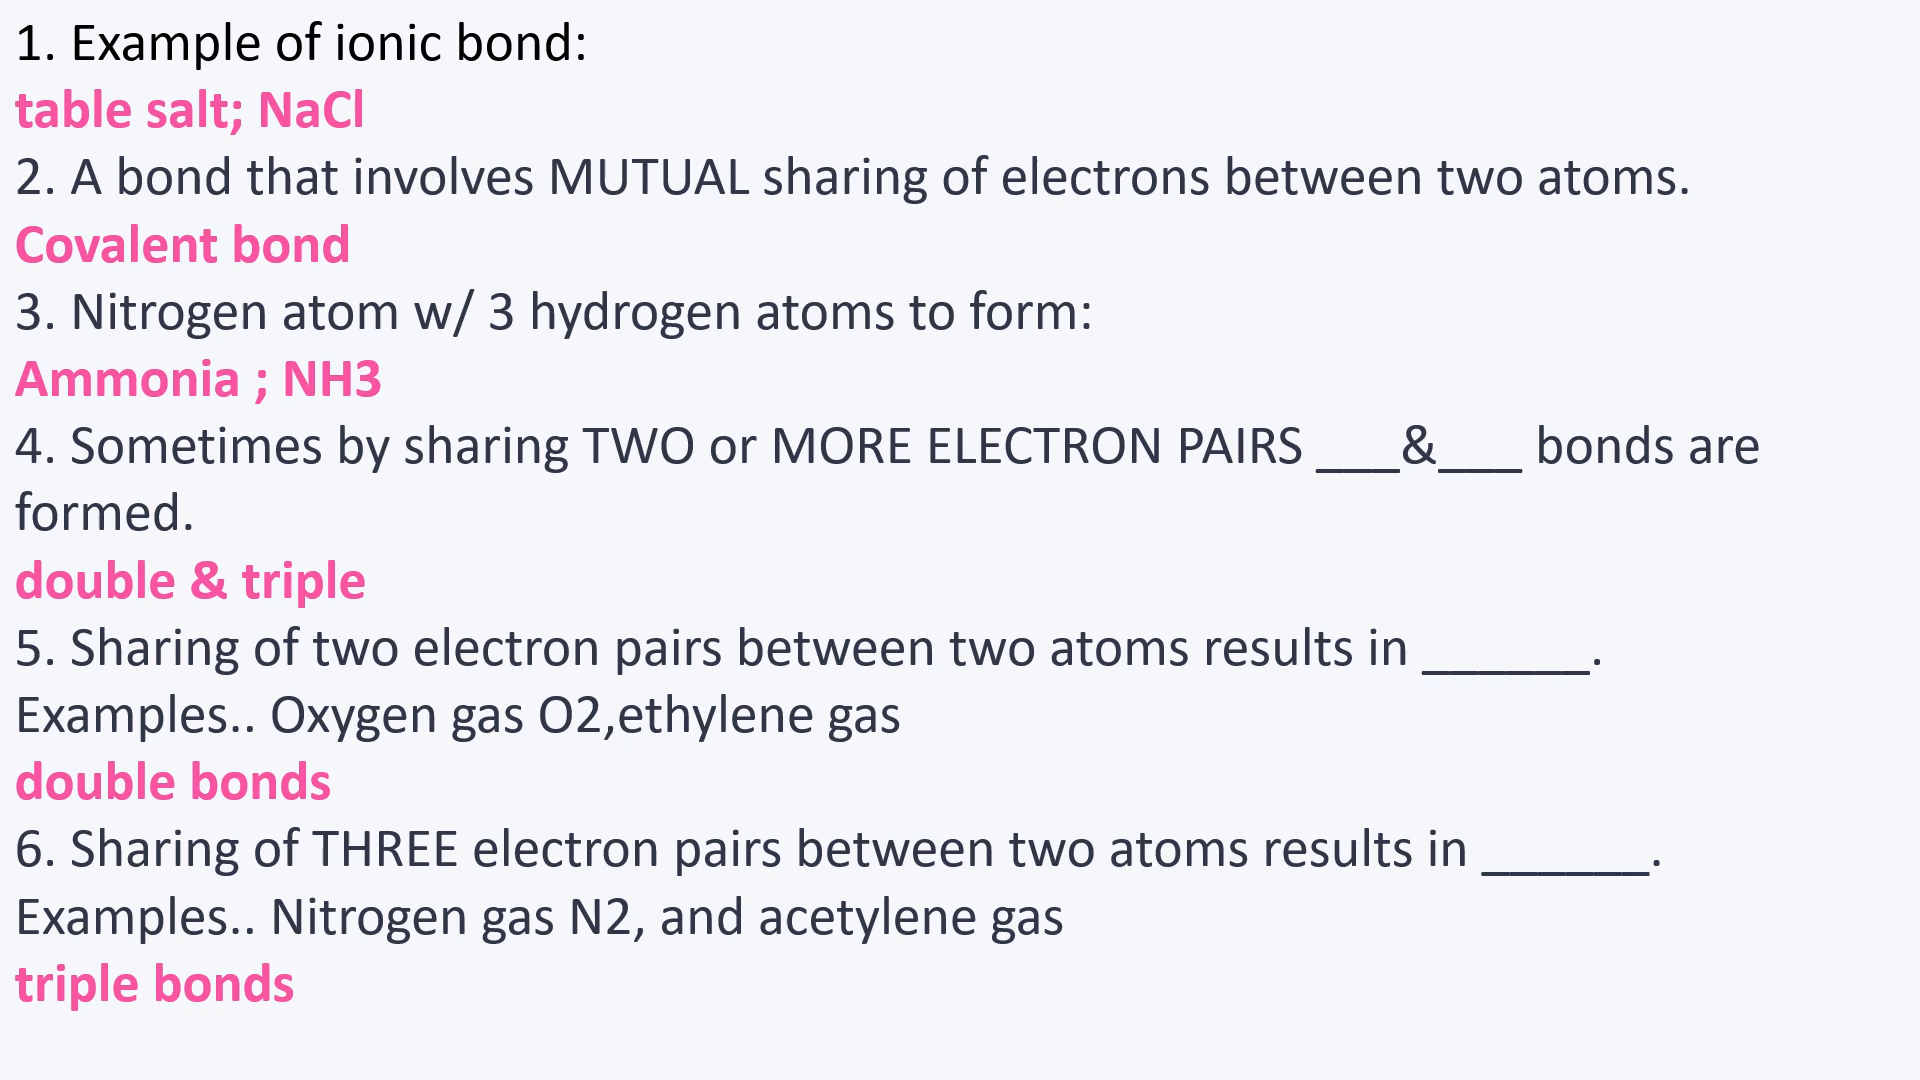 1. Example of ionic bond:
table salt; NaCl
2. A bond that involves MUTUAL sharing of electrons between two atoms.
Covalent bond
3. Nitrogen atom w/ 3 hydrogen atoms to form:
Ammonia ; NH3
4. Sometimes by sharing TWO or MORE ELECTRON PAIRS ___&___ bonds are
formed.
double & triple
5. Sharing of two electron pairs between two atoms results in ______.
Examples.. Oxygen gas O2,ethylene gas
double bonds
6. Sharing of THREE electron pairs between two atoms results in ______.
Examples.. Nitrogen gas N2, and acetylene gas
triple bonds